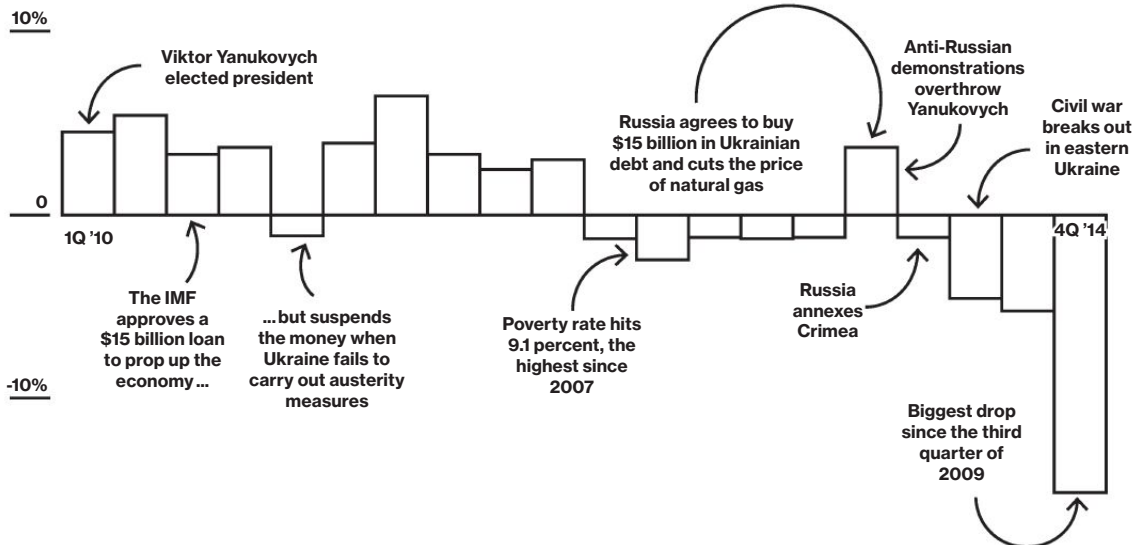 10%
Viktor Yanukovych
elected president
Russia agrees to buy
$15 billion in Ukrainian
debt and cuts the price
of natural gas
Anti-Russian
demonstrations
overthrow
Yanukovych
Civil war
breaks out
in eastern
Ukraine
0
1Q ’10
4Q ’14
The IMF
approves a
$15 billion loan
to prop up the
economy ...
... but suspends
the money when
Ukraine fails to
carry out austerity
measures
Poverty rate hits
9.1 percent, the
highest since
2007
Russia
annexes
Crimea
-10%
Biggest drop
since the third
quarter of
2009